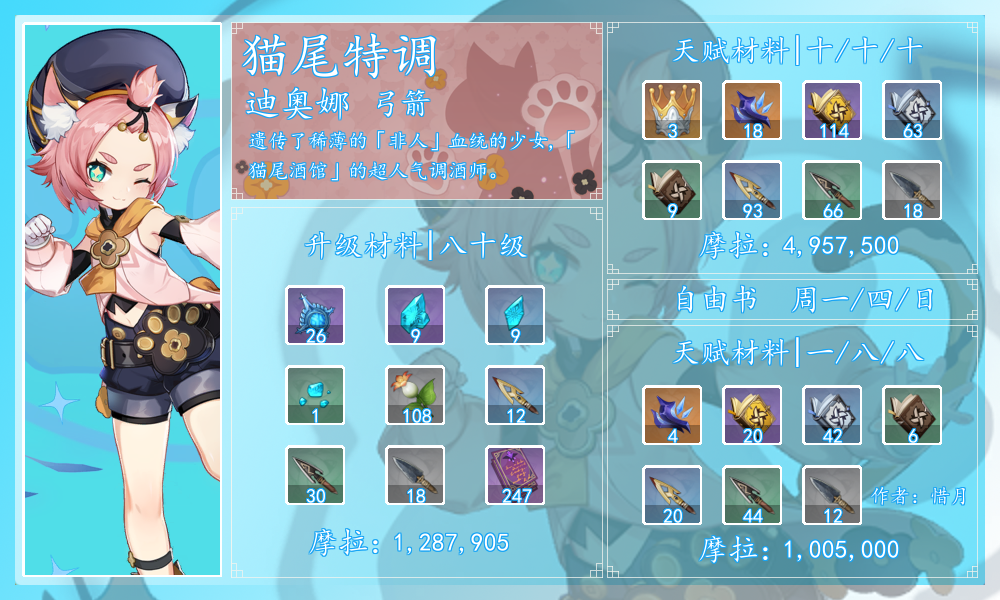 猫尾特调
迪奥娜 弓箭
遗传了稀薄的「非人」血统的少女，「
猫尾酒馆」的超人气调酒师。
升级材料|八十级
26 9 9
1 108 12
30 18 247
摩拉：1,287,905
天赋材料|十/十/十
3 18 114 63
9 93 66 18
摩拉：4,957,500
自由书 周一/四/日
天赋材料|一/八/八
4 20 42 6
20 44 12
作者：惜月
摩拉：1,005,000